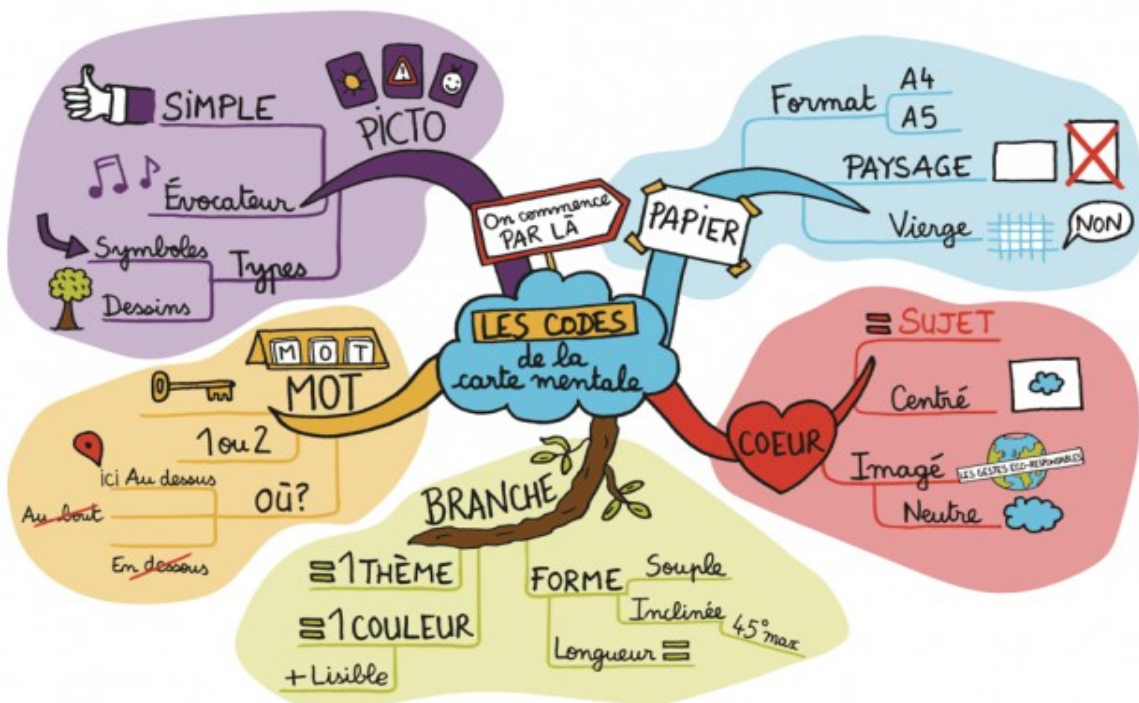 On commence
PAR LÀ
LES CODES
de la
carte mentale
PAPIER
Format
A4
A5
PAYSAGE
Vierge
NON
COEUR
= SUJET
Centré
Imagé
LES GESTES ECO-RESPONSABLES
Neutre
BRANCHE
=1 THÈME
=1 COULEUR
+ Lisible
FORME
Souple
Inclinée
45° max
Longueur =
MOT
MOT
1 ou 2
OÙ?
ici Au dessus
Au bout
En dessous
PICTO
SiMPLE
Évocateur
Types
Symboles
Dessins